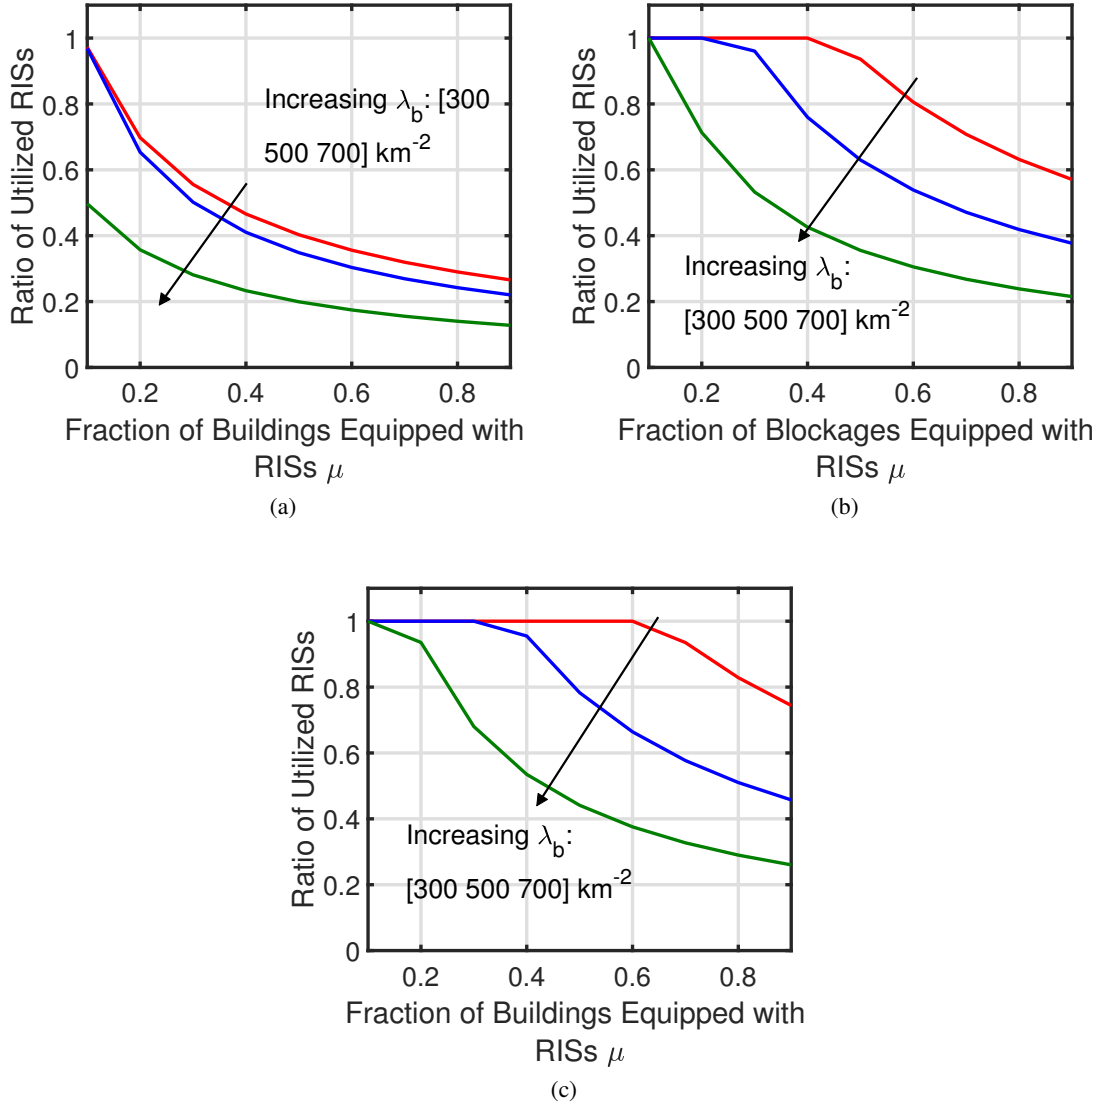 Ratio of Utilized RISs
1
0.8
0.6
0.4
0.2
0
Increasing λb: [300
500 700] km-2
0.2 0.4 0.6 0.8
Fraction of Buildings Equipped with
RISs μ
(a)
Ratio of Utilized RISs
1
0.8
0.6
0.4
0.2
0
Increasing λb:
[300 500 700] km-2
0.2 0.4 0.6 0.8
Fraction of Blockages Equipped with
RISs μ
(b)
Ratio of Utilized RISs
1
0.8
0.6
0.4
0.2
0
Increasing λb:
[300 500 700] km-2
0.2 0.4 0.6 0.8
Fraction of Buildings Equipped with
RISs μ
(c)